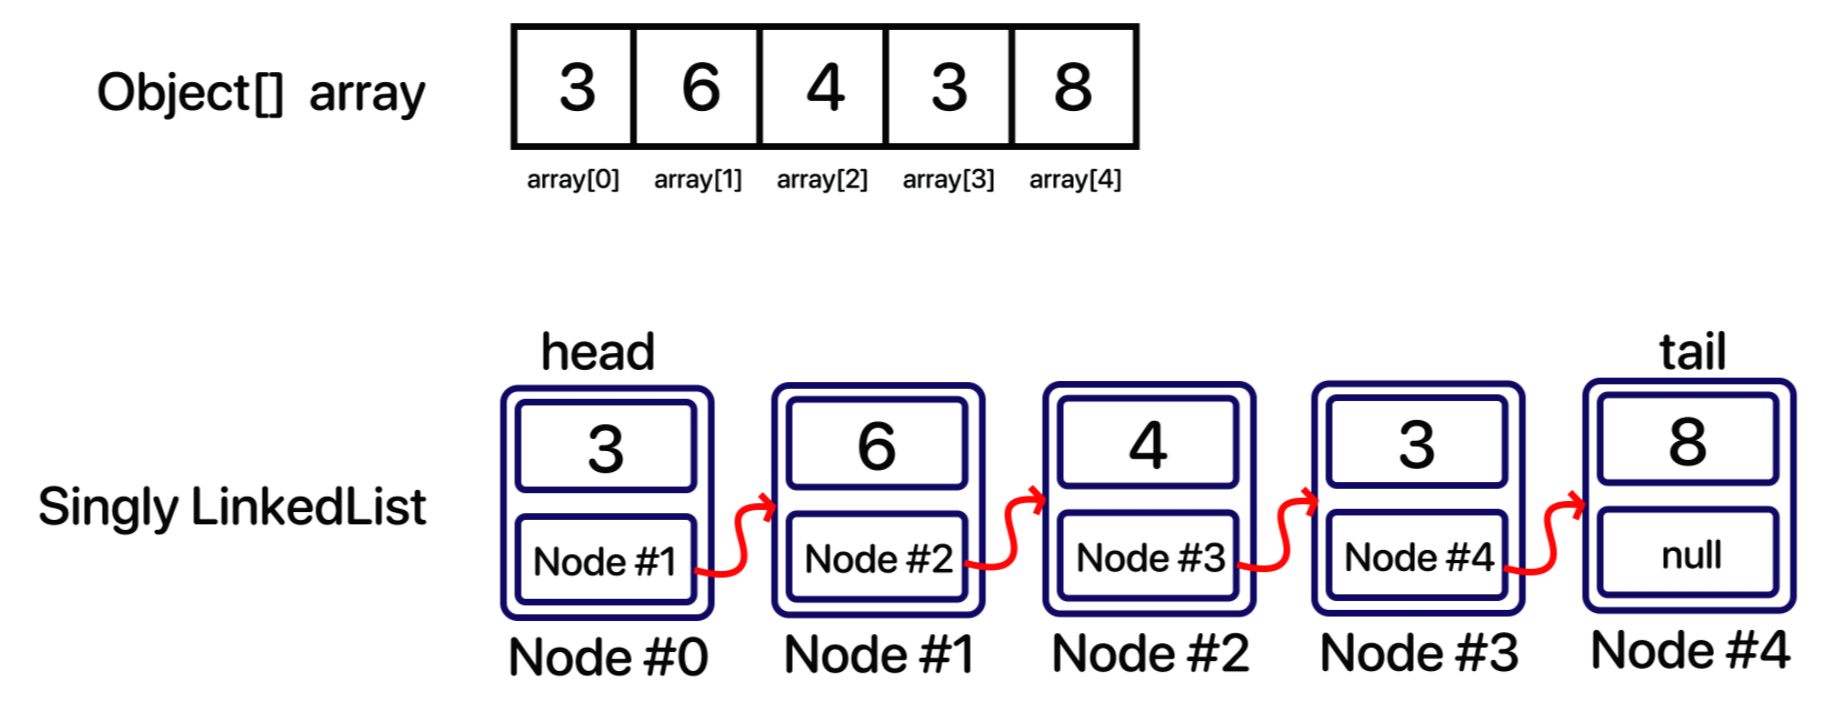 Object[] array
3 6 4 3 8
array[0] array[1] array[2] array[3] array[4]
head tail
Singly LinkedList
3 6 4 3 8
Node #1 Node #2 Node #3 Node #4 null
Node #0 Node #1 Node #2 Node #3 Node #4